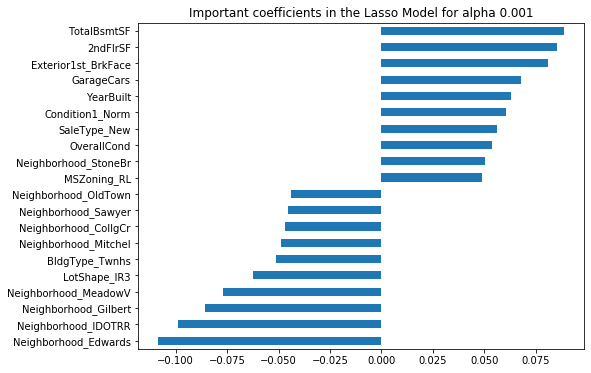 Important coefficients in the Lasso Model for alpha 0.001
TotalBsmtSF
2ndFlrSF
Exterior1st_BrkFace
GarageCars
YearBuilt
Condition1_Norm
SaleType_New
OverallCond
Neighborhood_StoneBr
MSZoning_RL
Neighborhood_OldTown
Neighborhood_Sawyer
Neighborhood_CollgCr
Neighborhood_Mitchel
BldgType_Twnhs
LotShape_IR3
Neighborhood_MeadowV
Neighborhood_Gilbert
Neighborhood_IDOTRR
Neighborhood_Edwards
−0.100 −0.075 −0.050 −0.025 0.000 0.025 0.050 0.075